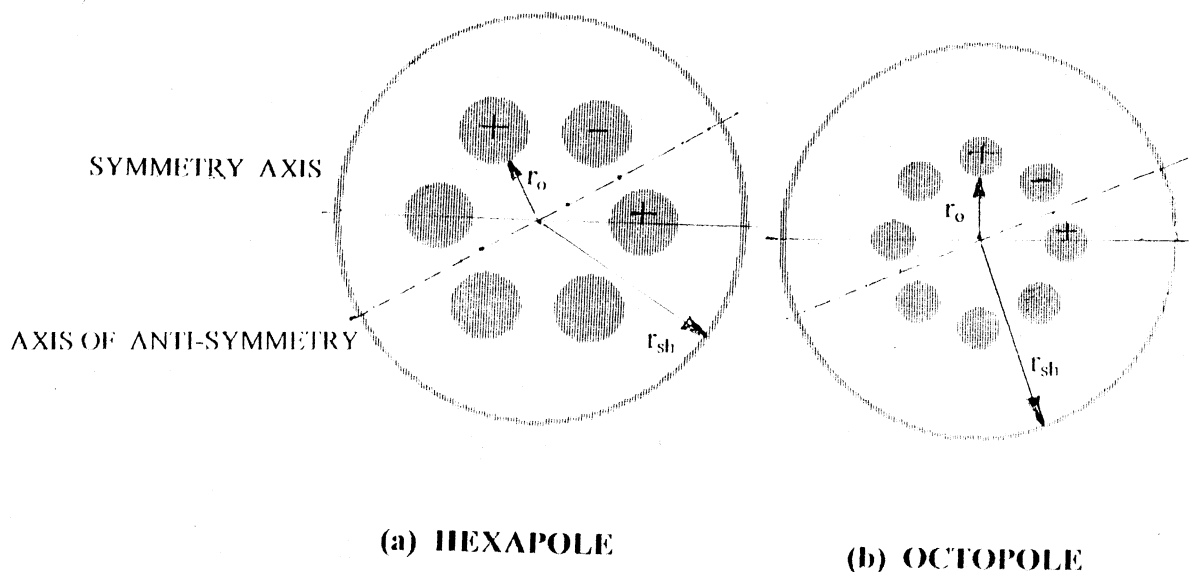 + −
r₀
SYMMETRY AXIS
+
AXIS OF ANTI-SYMMETRY
r_sh
(a) HEXAPOLE
+
−
r₀
+
r_sh
(b) OCTOPOLE